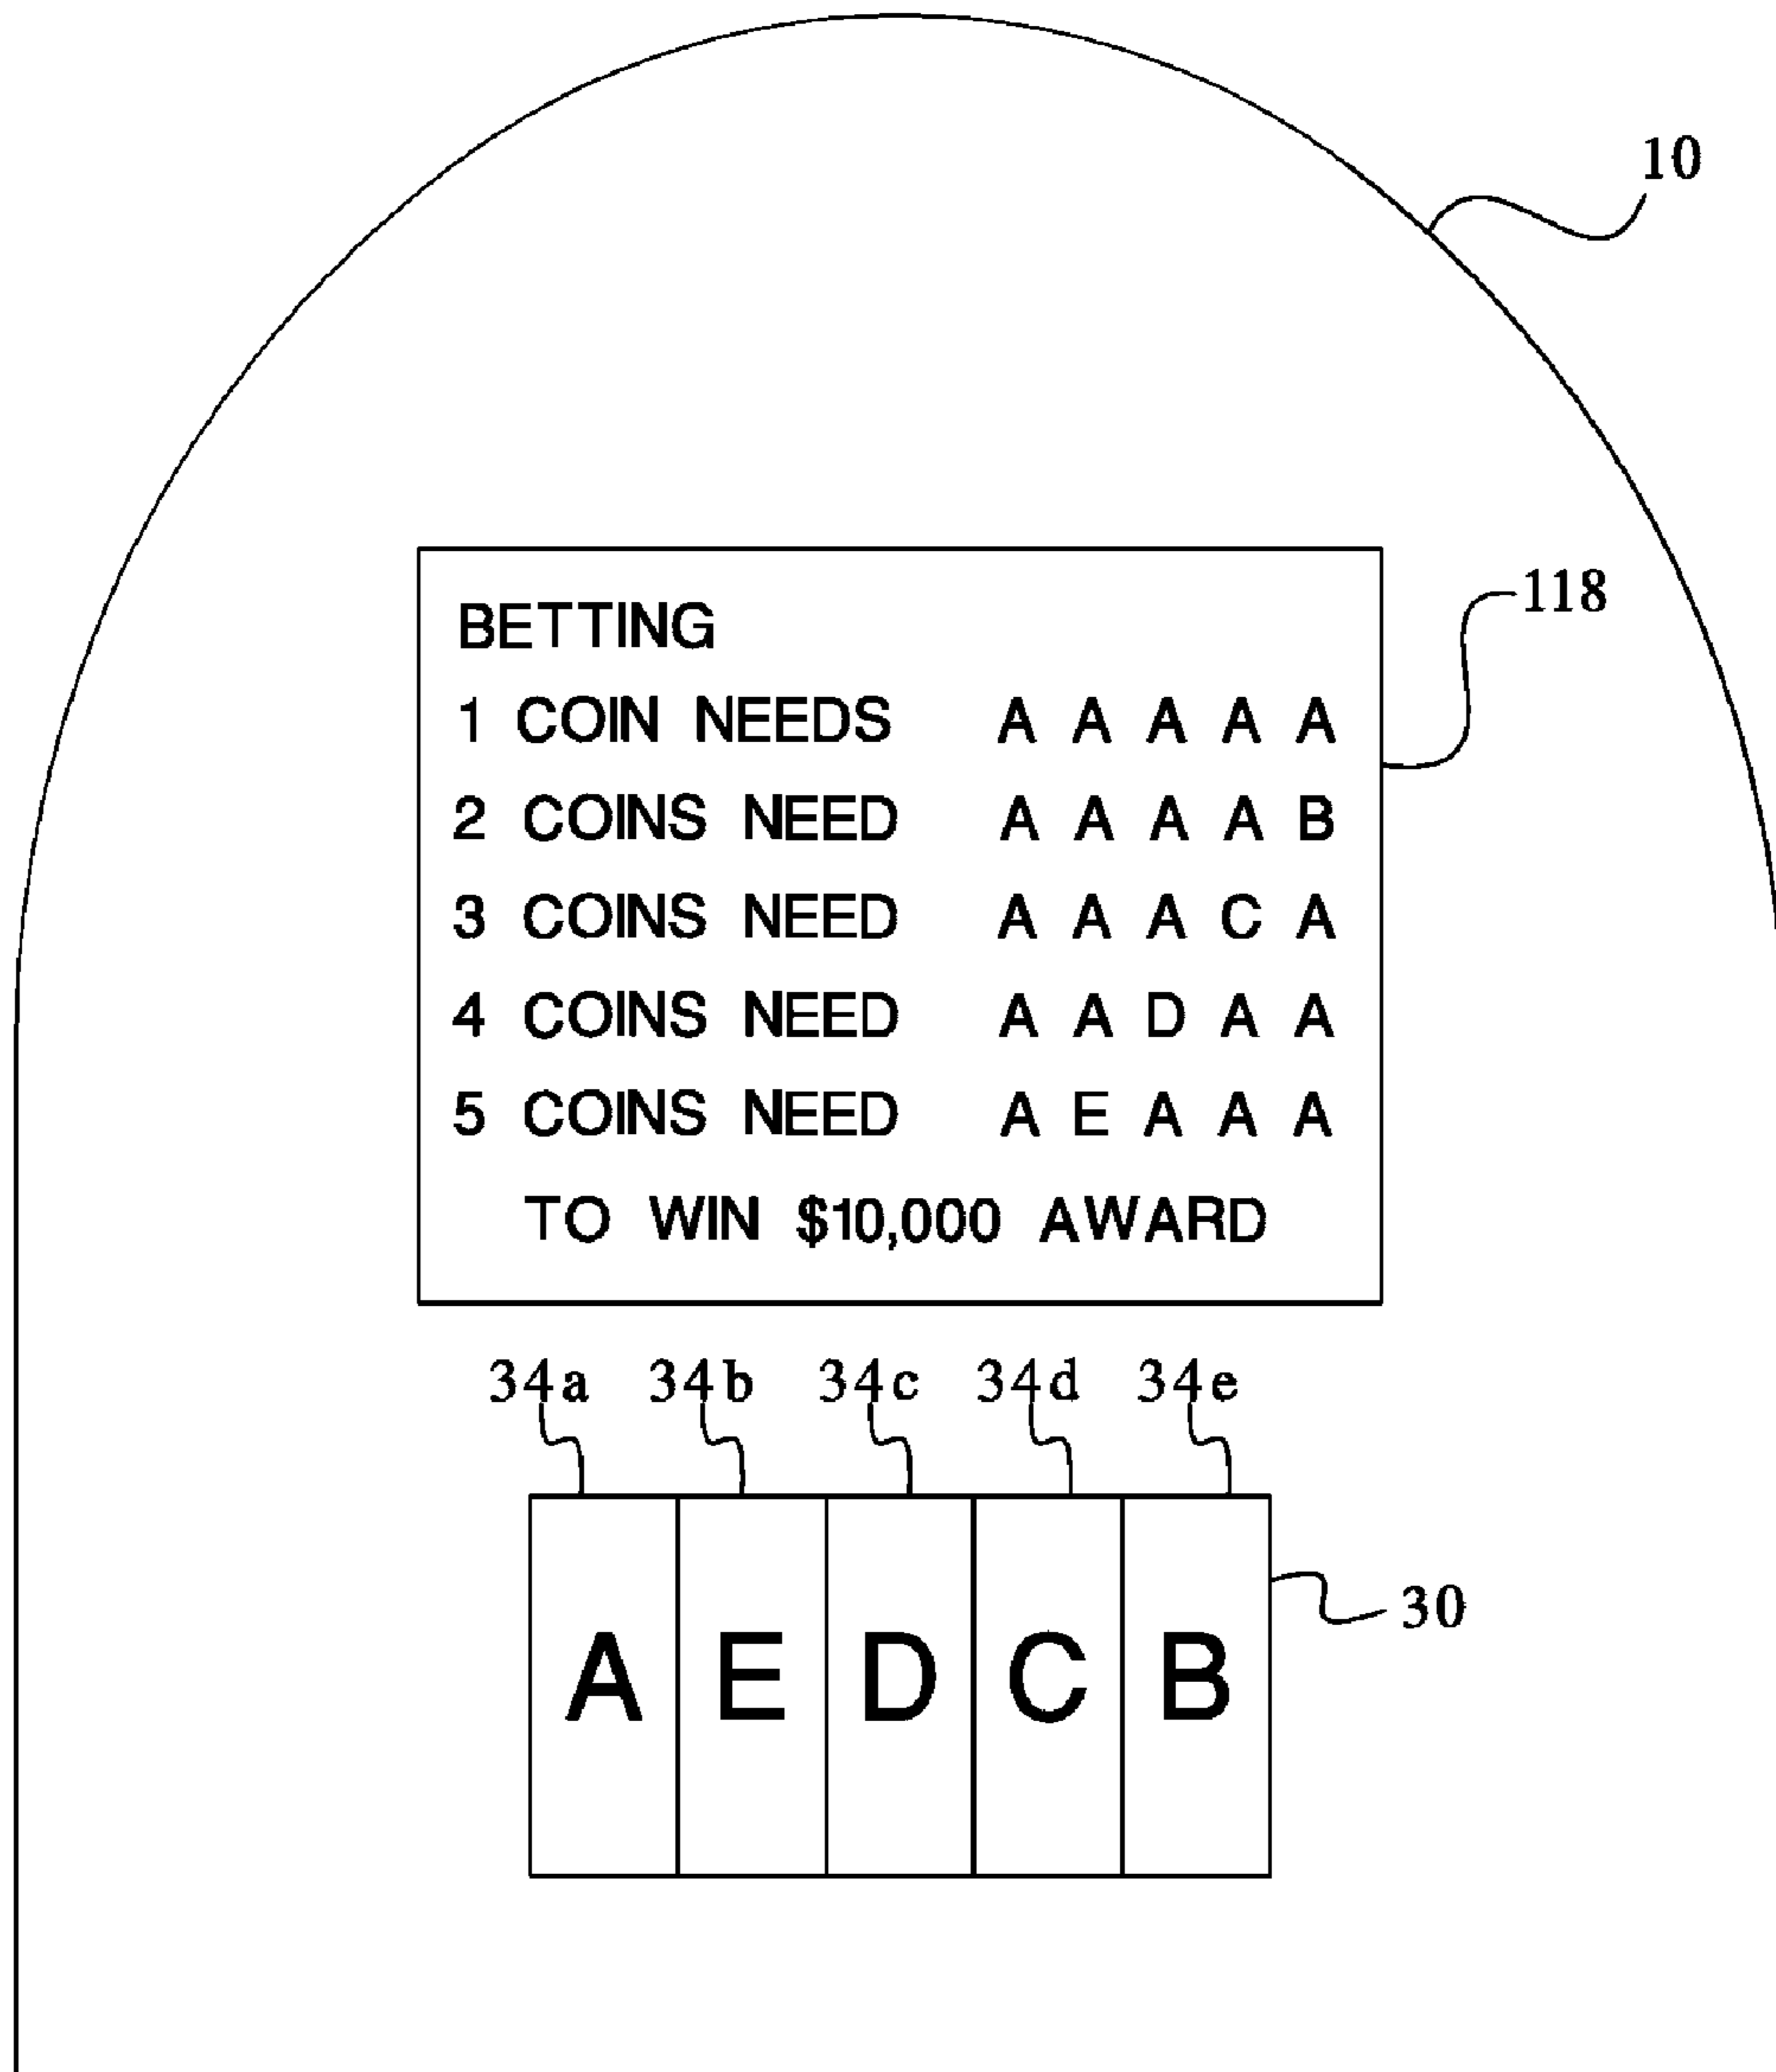 10
118
BETTING
1 COIN NEEDS A A A A A
2 COINS NEED A A A A B
3 COINS NEED A A A C A
4 COINS NEED A A D A A
5 COINS NEED A E A A A
TO WIN $10,000 AWARD
34a 34b 34c 34d 34e
30
A E D C B